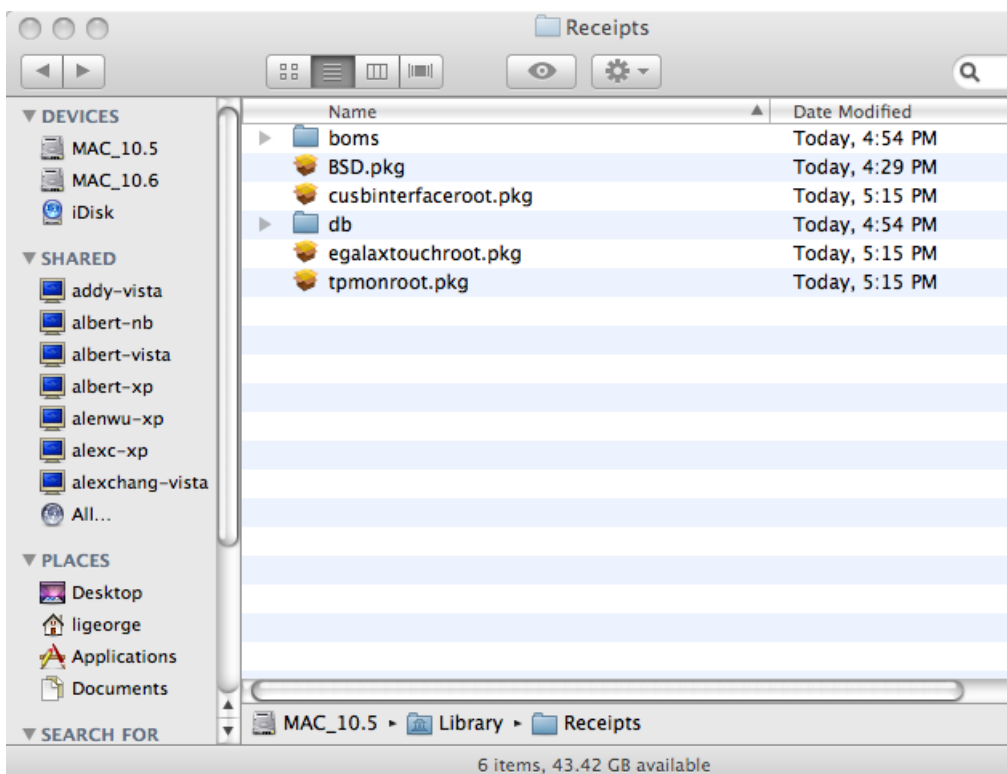 Receipts
DEVICES
MAC_10.5
MAC_10.6
iDisk
SHARED
addy-vista
albert-nb
albert-vista
albert-xp
alenwu-xp
alexc-xp
alexchang-vista
All...
PLACES
Desktop
ligeorge
Applications
Documents
SEARCH FOR
Name Date Modified
boms Today, 4:54 PM
BSD.pkg Today, 4:29 PM
cusbinterfaceroot.pkg Today, 5:15 PM
db Today, 4:54 PM
egalaxtouchroot.pkg Today, 5:15 PM
tpmonroot.pkg Today, 5:15 PM
MAC_10.5 ▸ Library ▸ Receipts
6 items, 43.42 GB available